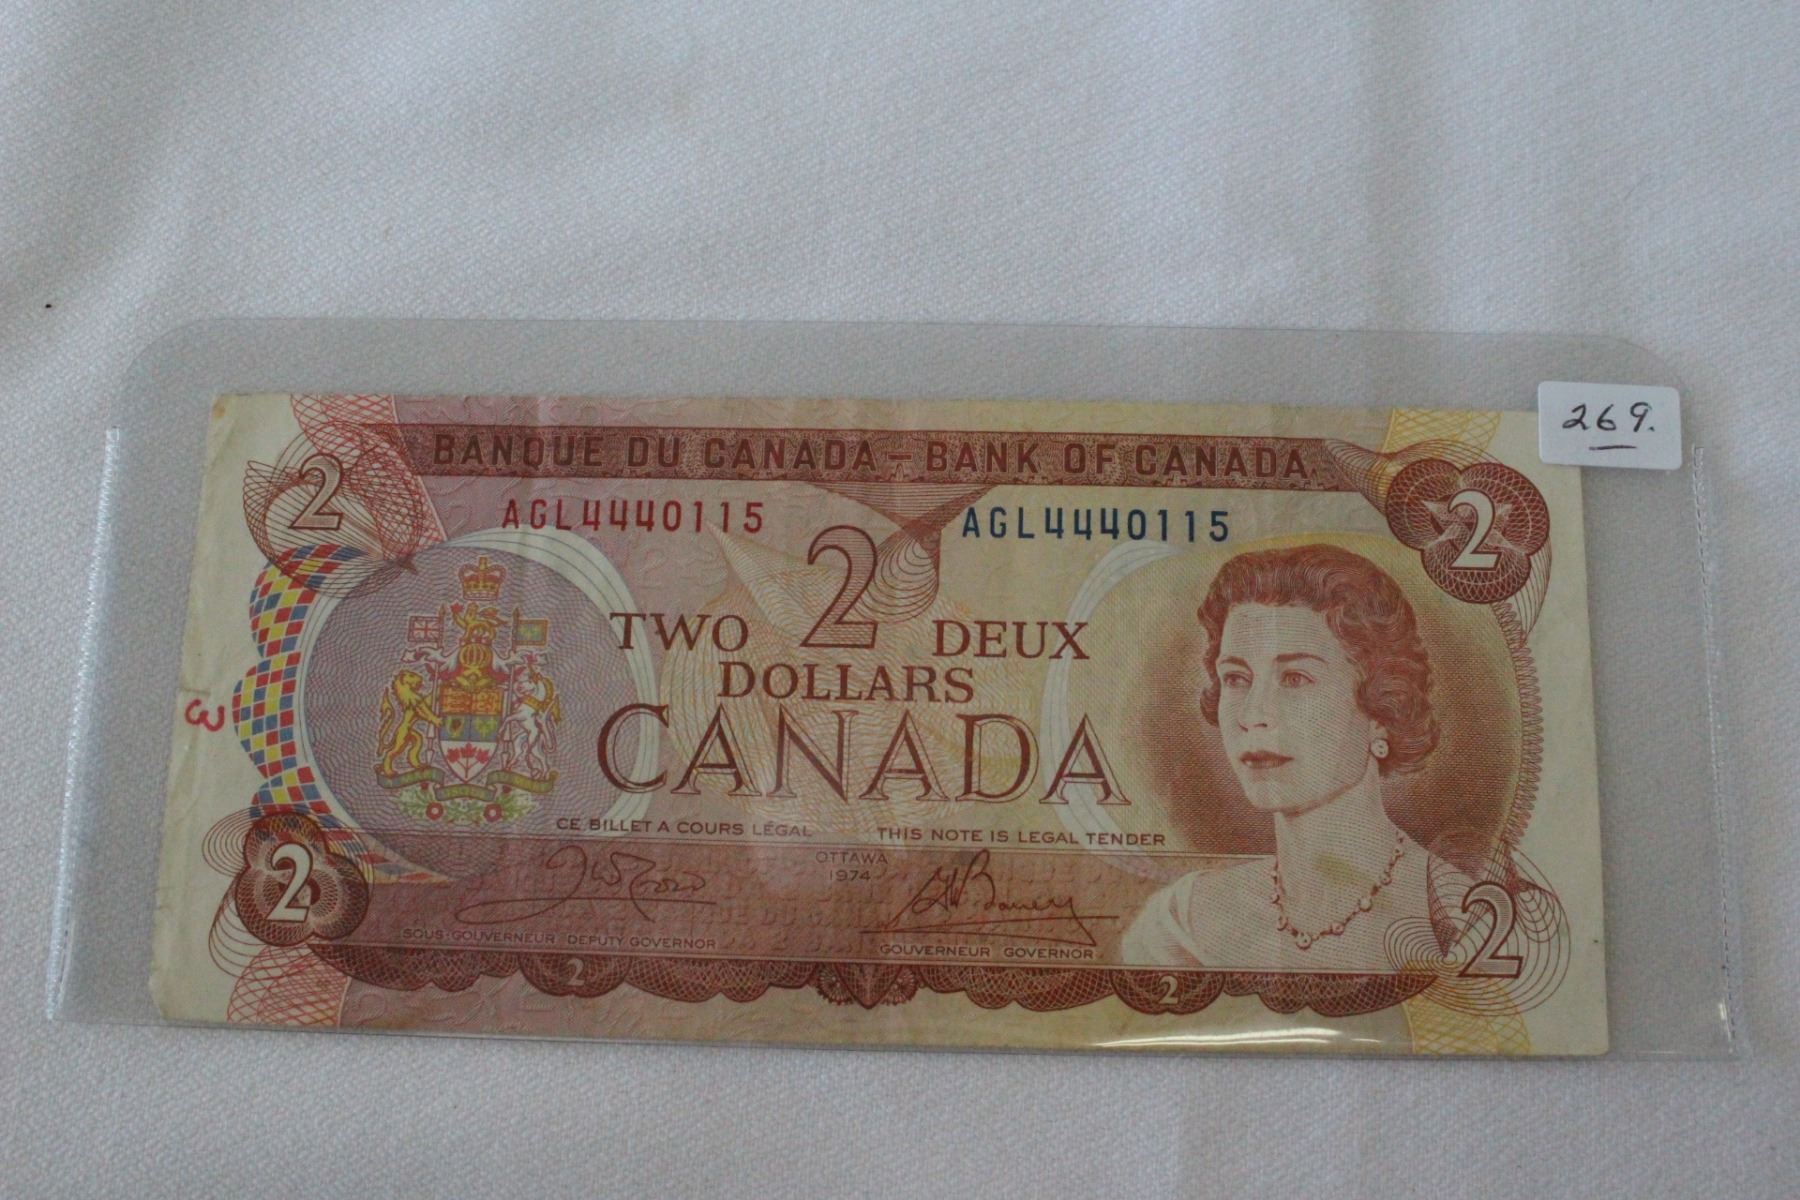 269.
BANQUE DU CANADA – BANK OF CANADA
2
2
AGL4440115
AGL4440115
2
TWO
DEUX
DOLLARS
CANADA
3
CE BILLET A COURS LÉGAL
THIS NOTE IS LEGAL TENDER
OTTAWA
1974
2
2
SOUS-GOUVERNEUR DEPUTY GOVERNOR
GOUVERNEUR GOVERNOR
2
2